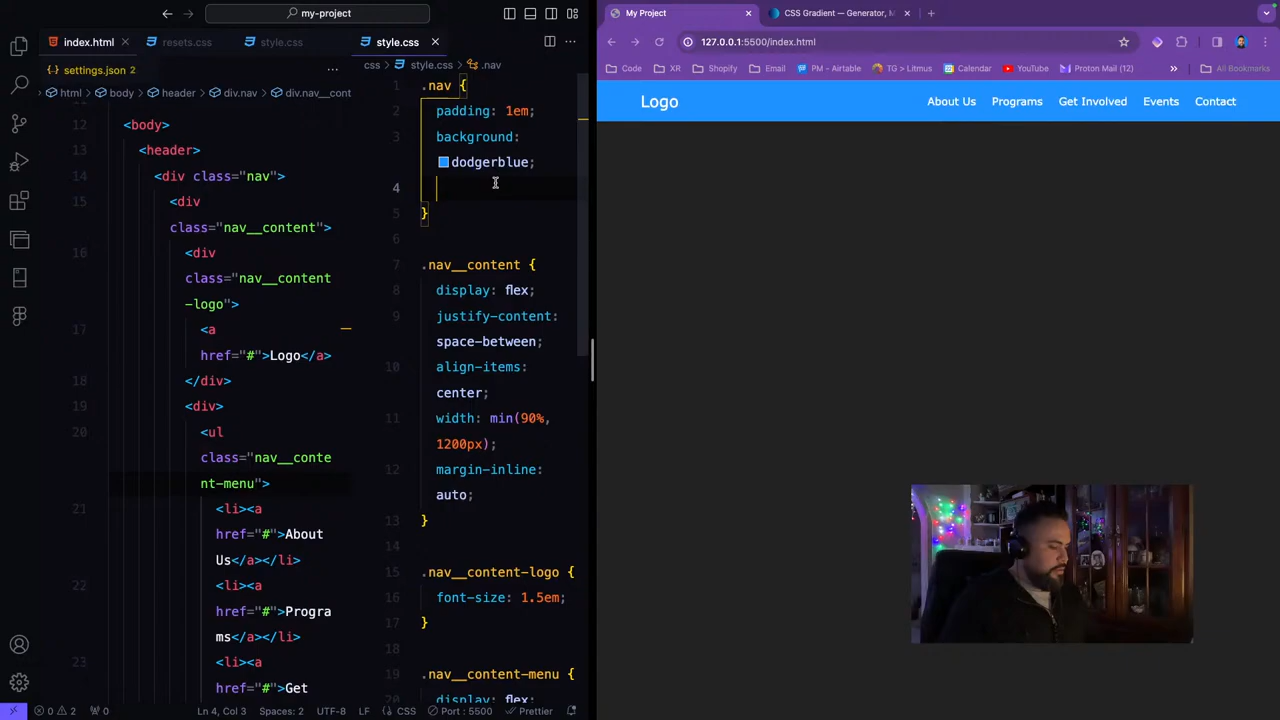 my-project
index.html
resets.css
style.css
style.css
settings.json 2
html > body > header > div.nav > div.nav__cont
css > style.css > .nav
12
<body>
13
<header>
14
<div class="nav">
15
<div
class="nav__content">
16
<div
class="nav__content
-logo">
17
<a
href="#">Logo</a>
18
</div>
19
<div>
20
<ul
class="nav__conte
nt-menu">
21
<li><a
href="#">About
Us</a></li>
22
<li><a
href="#">Progra
ms</a></li>
23
<li><a
href="#">Get
1
.nav {
2
padding: 1em;
3
background:
dodgerblue;
4
5
}
6
7
.nav__content {
8
display: flex;
9
justify-content:
space-between;
10
align-items:
center;
11
width: min(90%,
1200px);
12
margin-inline:
auto;
13
}
14
15
.nav__content-logo {
16
font-size: 1.5em;
17
}
18
19
.nav__content-menu {
20
display: flex;
0 2 0
Ln 4, Col 3
Spaces: 2
UTF-8
LF
{} CSS
Port : 5500
Prettier
My Project
CSS Gradient — Generator, M
127.0.0.1:5500/index.html
Code
XR
Shopify
Email
PM - Airtable
TG > Litmus
Calendar
YouTube
Proton Mail (12)
»
All Bookmarks
Logo
About Us
Programs
Get Involved
Events
Contact